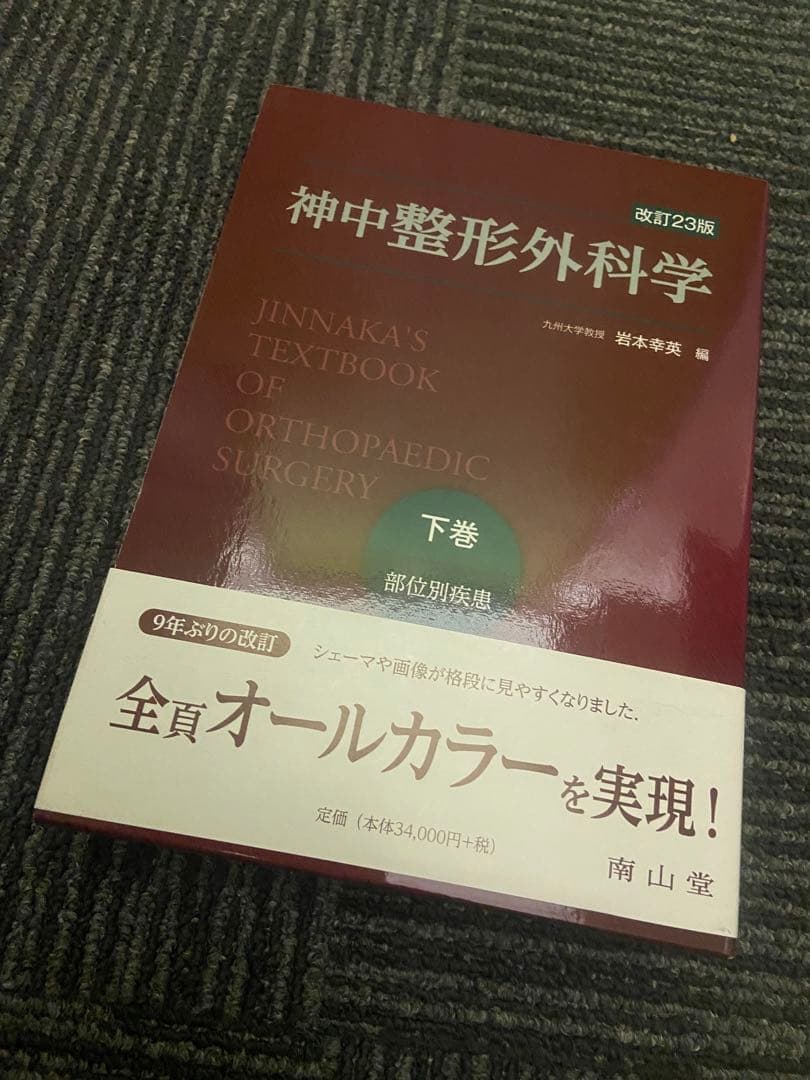 改訂23版
神中整形外科学
九州大学教授 岩本幸英 編
JINNAKA'S
TEXTBOOK
OF
ORTHOPAEDIC
SURGERY
下巻
部位別疾患
9年ぶりの改訂
シェーマや画像が格段に見やすくなりました.
全頁オールカラーを実現!
定価(本体34,000円+税)
南山堂